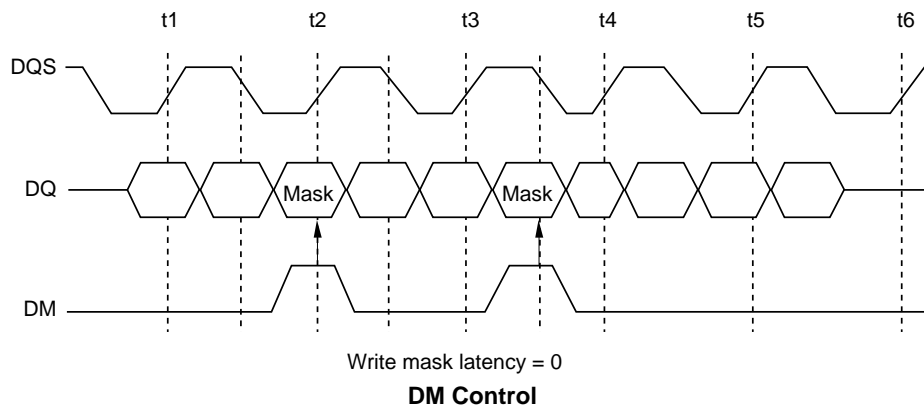 t1 t2 t3 t4 t5 t6
DQS
DQ Mask Mask
DM
Write mask latency = 0
DM Control